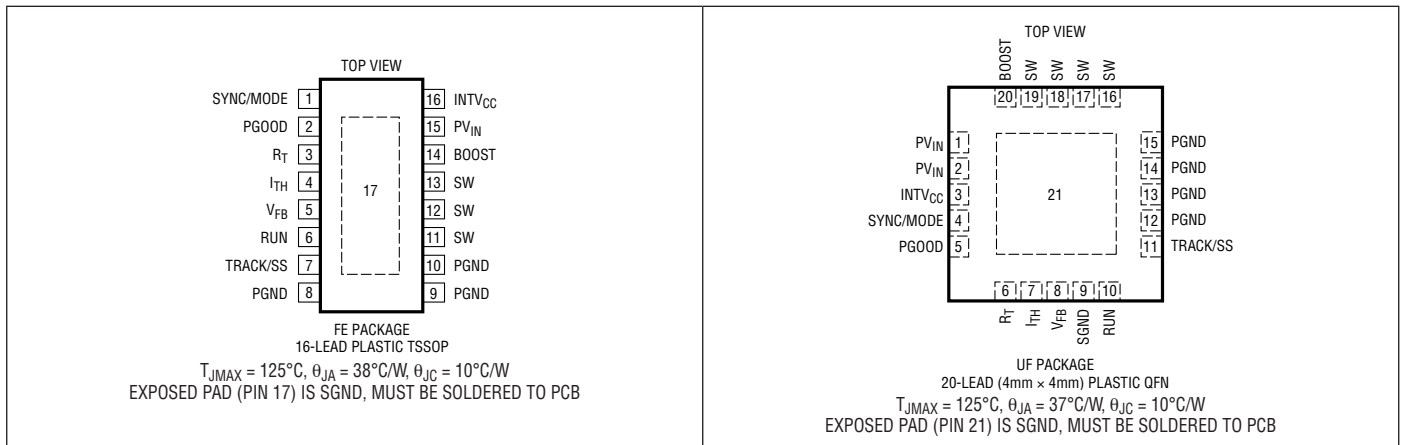 TOP VIEW
SYNC/MODE 1
PGOOD 2
RT 3
ITH 4
VFB 5
RUN 6
TRACK/SS 7
PGND 8
17
16 INTVCC
15 PVIN
14 BOOST
13 SW
12 SW
11 SW
10 PGND
9 PGND
FE PACKAGE
16-LEAD PLASTIC TSSOP
TJMAX = 125°C, θJA = 38°C/W, θJC = 10°C/W
EXPOSED PAD (PIN 17) IS SGND, MUST BE SOLDERED TO PCB
TOP VIEW
BOOST SW SW SW SW
20 19 18 17 16
PVIN 1
PVIN 2
INTVCC 3
SYNC/MODE 4
PGOOD 5
21
15 PGND
14 PGND
13 PGND
12 PGND
11 TRACK/SS
6 7 8 9 10
RT ITH VFB SGND RUN
UF PACKAGE
20-LEAD (4mm × 4mm) PLASTIC QFN
TJMAX = 125°C, θJA = 37°C/W, θJC = 10°C/W
EXPOSED PAD (PIN 21) IS SGND, MUST BE SOLDERED TO PCB